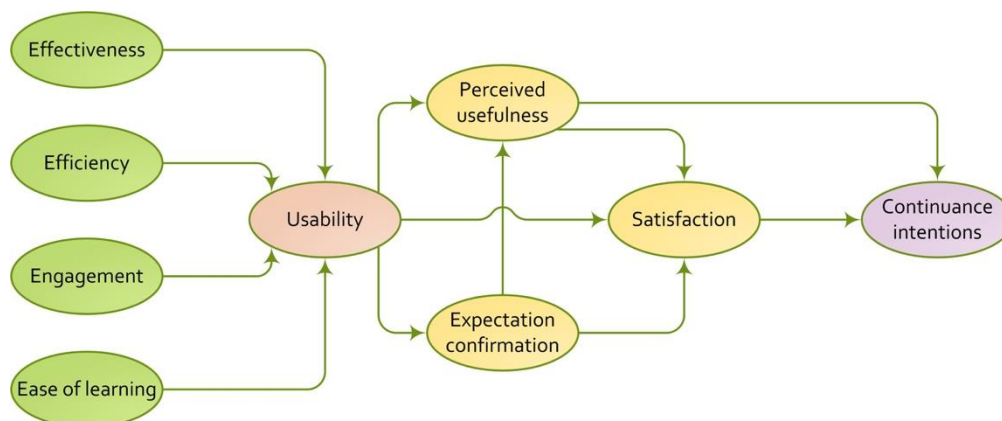 Effectiveness
Efficiency
Engagement
Ease of learning
Usability
Perceived
usefulness
Expectation
confirmation
Satisfaction
Continuance
intentions